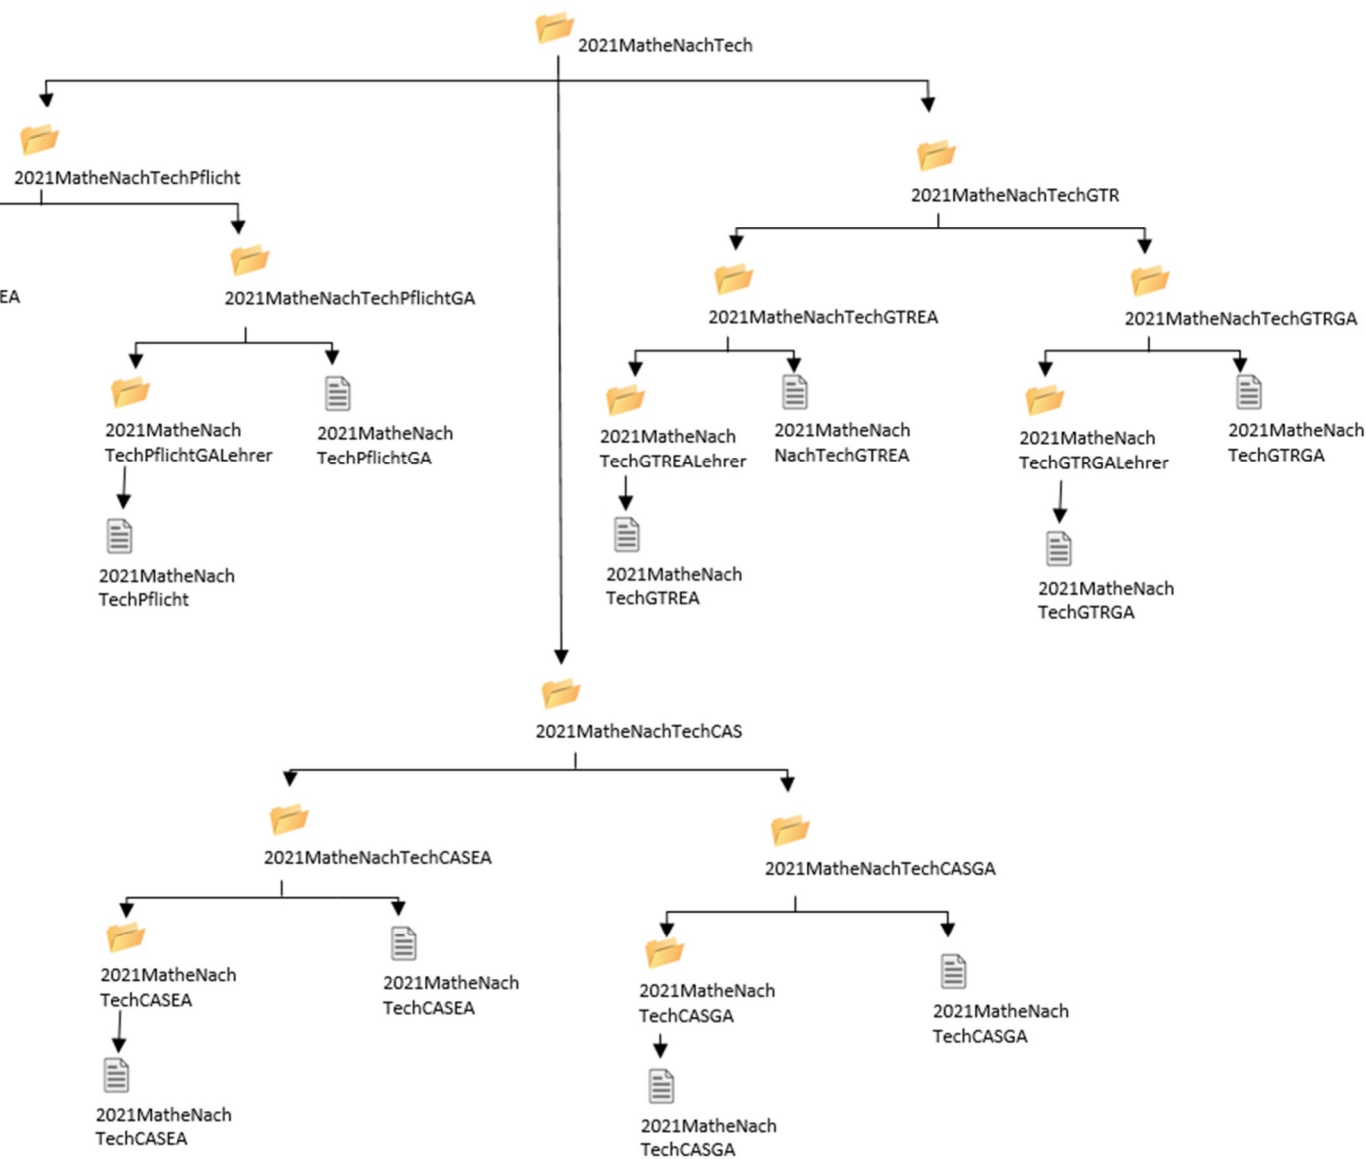 2021MatheNachTech
2021MatheNachTechPflicht
2021MatheNachTechGTR
EA
2021MatheNachTechPflichtGA
2021MatheNachTechGTREA
2021MatheNachTechGTRGA
2021MatheNach
TechPflichtGALehrer
2021MatheNach
TechPflichtGA
2021MatheNach
TechGTREALehrer
2021MatheNach
NachTechGTREA
2021MatheNach
TechGTRGALehrer
2021MatheNach
TechGTRGA
2021MatheNach
TechPflicht
2021MatheNach
TechGTREA
2021MatheNach
TechGTRGA
2021MatheNachTechCAS
2021MatheNachTechCASEA
2021MatheNachTechCASGA
2021MatheNach
TechCASEA
2021MatheNach
TechCASEA
2021MatheNach
TechCASGA
2021MatheNach
TechCASGA
2021MatheNach
TechCASEA
2021MatheNach
TechCASGA